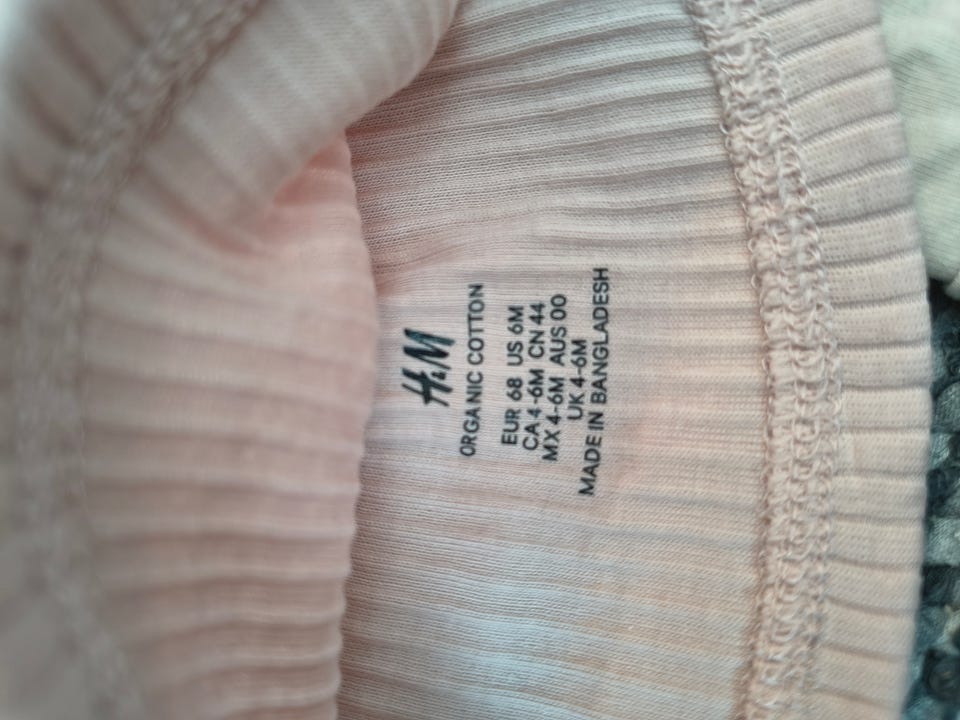 H&M
ORGANIC COTTON
EUR 68 US 6M
CA 4-6M CN 44
MX 4-6M AUS 00
UK 4-6M
MADE IN BANGLADESH